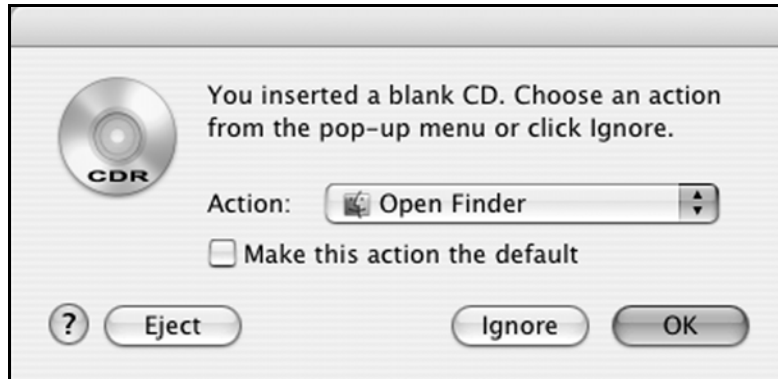 CDR
You inserted a blank CD. Choose an action
from the pop-up menu or click Ignore.
Action: Open Finder
Make this action the default
? Eject Ignore OK